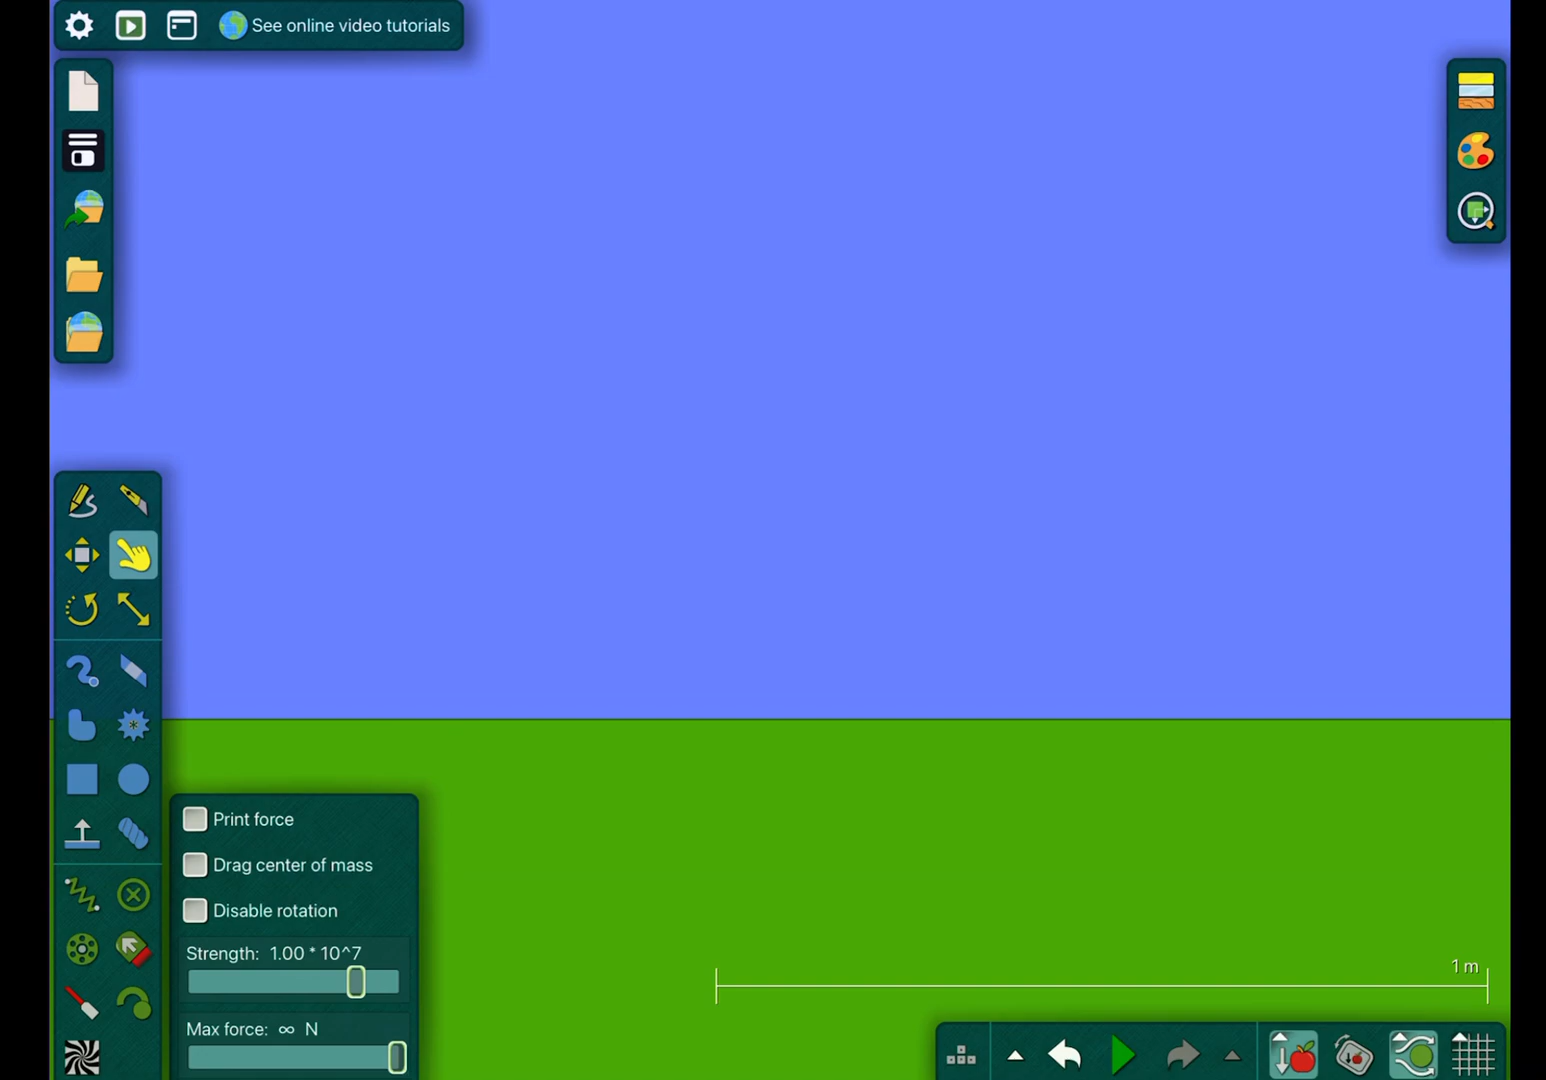 See online video tutorials
Print force
Drag center of mass
Disable rotation
Strength: 1.00 * 10^7
Max force: ∞ N
1 m